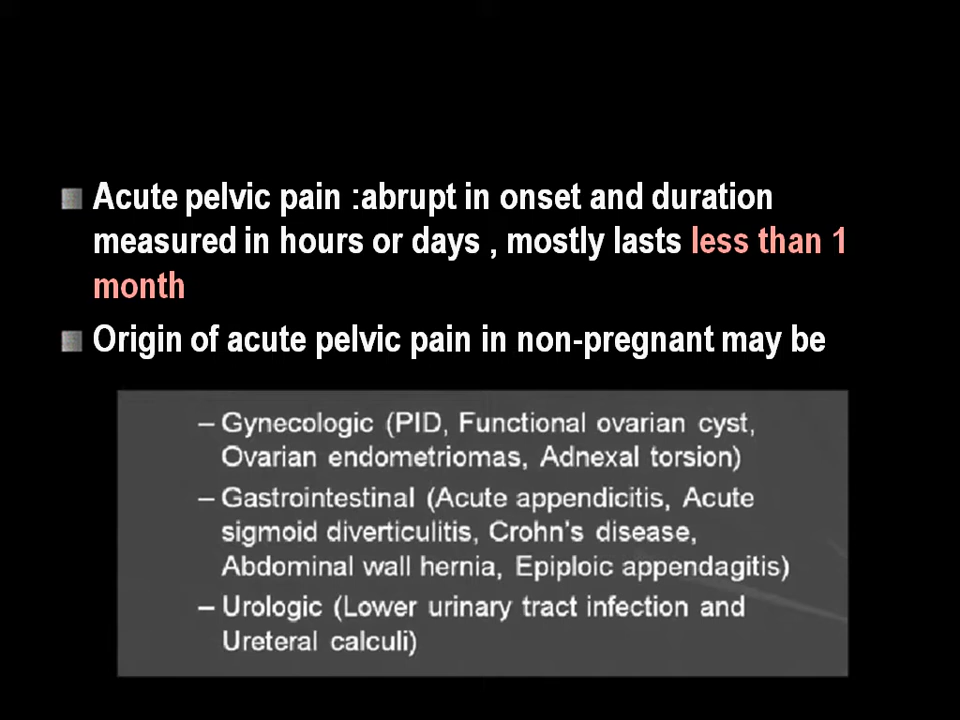 Acute pelvic pain :abrupt in onset and duration
measured in hours or days , mostly lasts less than 1
month
Origin of acute pelvic pain in non-pregnant may be
– Gynecologic (PID, Functional ovarian cyst,
Ovarian endometriomas, Adnexal torsion)
– Gastrointestinal (Acute appendicitis, Acute
sigmoid diverticulitis, Crohn's disease,
Abdominal wall hernia, Epiploic appendagitis)
– Urologic (Lower urinary tract infection and
Ureteral calculi)